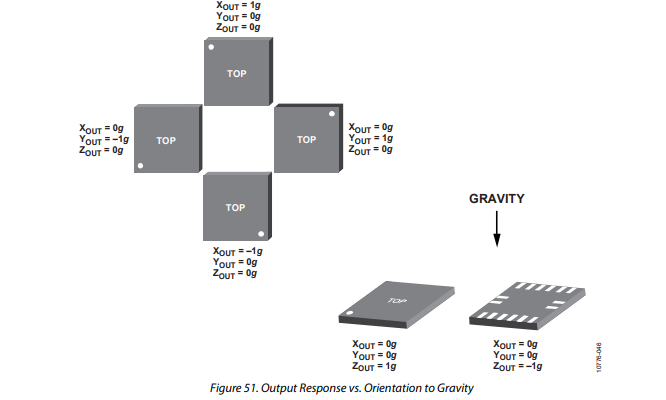 XOUT = 1g
YOUT = 0g
ZOUT = 0g
TOP
XOUT = 0g
YOUT = –1g
ZOUT = 0g
TOP
TOP
XOUT = 0g
YOUT = 1g
ZOUT = 0g
TOP
XOUT = –1g
YOUT = 0g
ZOUT = 0g
GRAVITY
TOP
XOUT = 0g
YOUT = 0g
ZOUT = 1g
XOUT = 0g
YOUT = 0g
ZOUT = –1g
10776-046
Figure 51. Output Response vs. Orientation to Gravity